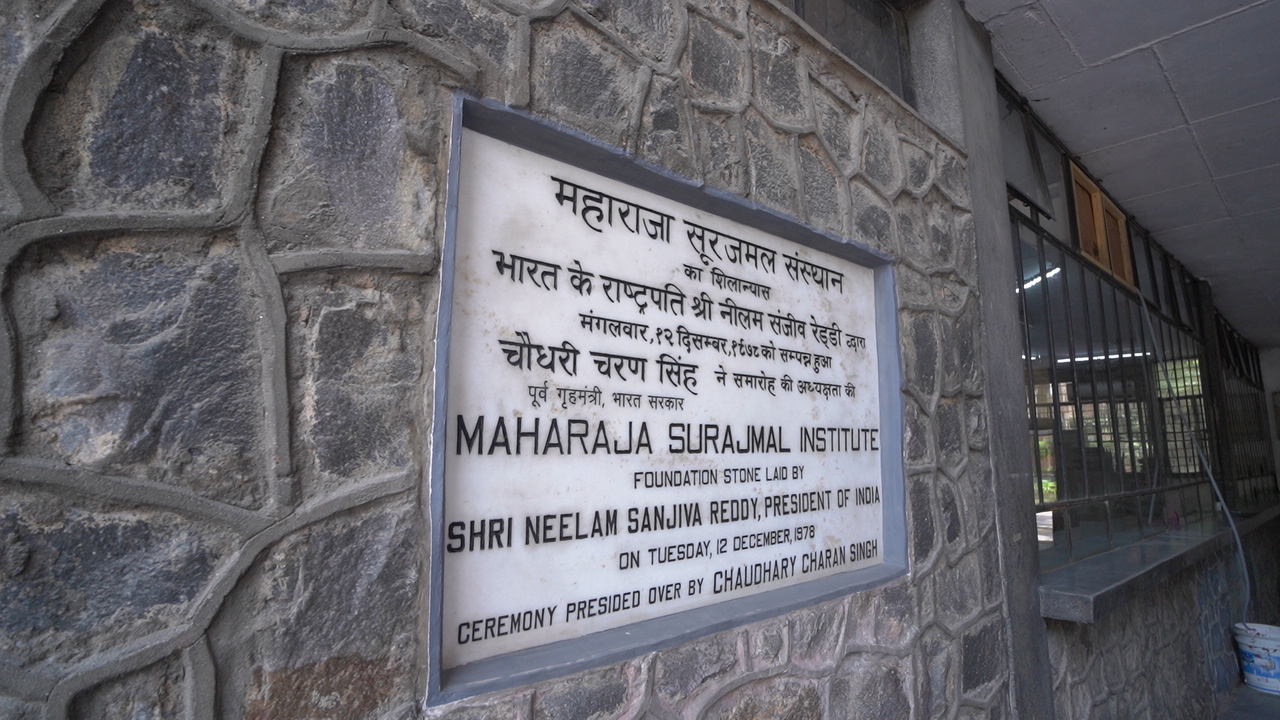 महाराजा सूरजमल संस्थान
का शिलान्यास
भारत के राष्ट्रपति श्री नीलम संजीव रेड्डी द्वारा
मंगलवार,१२ दिसम्बर,१९७८ को सम्पन्न हुआ
चौधरी चरण सिंह ने समारोह की अध्यक्षता की
पूर्व गृहमंत्री, भारत सरकार
MAHARAJA SURAJMAL INSTITUTE
FOUNDATION STONE LAID BY
SHRI NEELAM SANJIVA REDDY, PRESIDENT OF INDIA
ON TUESDAY, 12 DECEMBER, 1978
CEREMONY PRESIDED OVER BY CHAUDHARY CHARAN SINGH